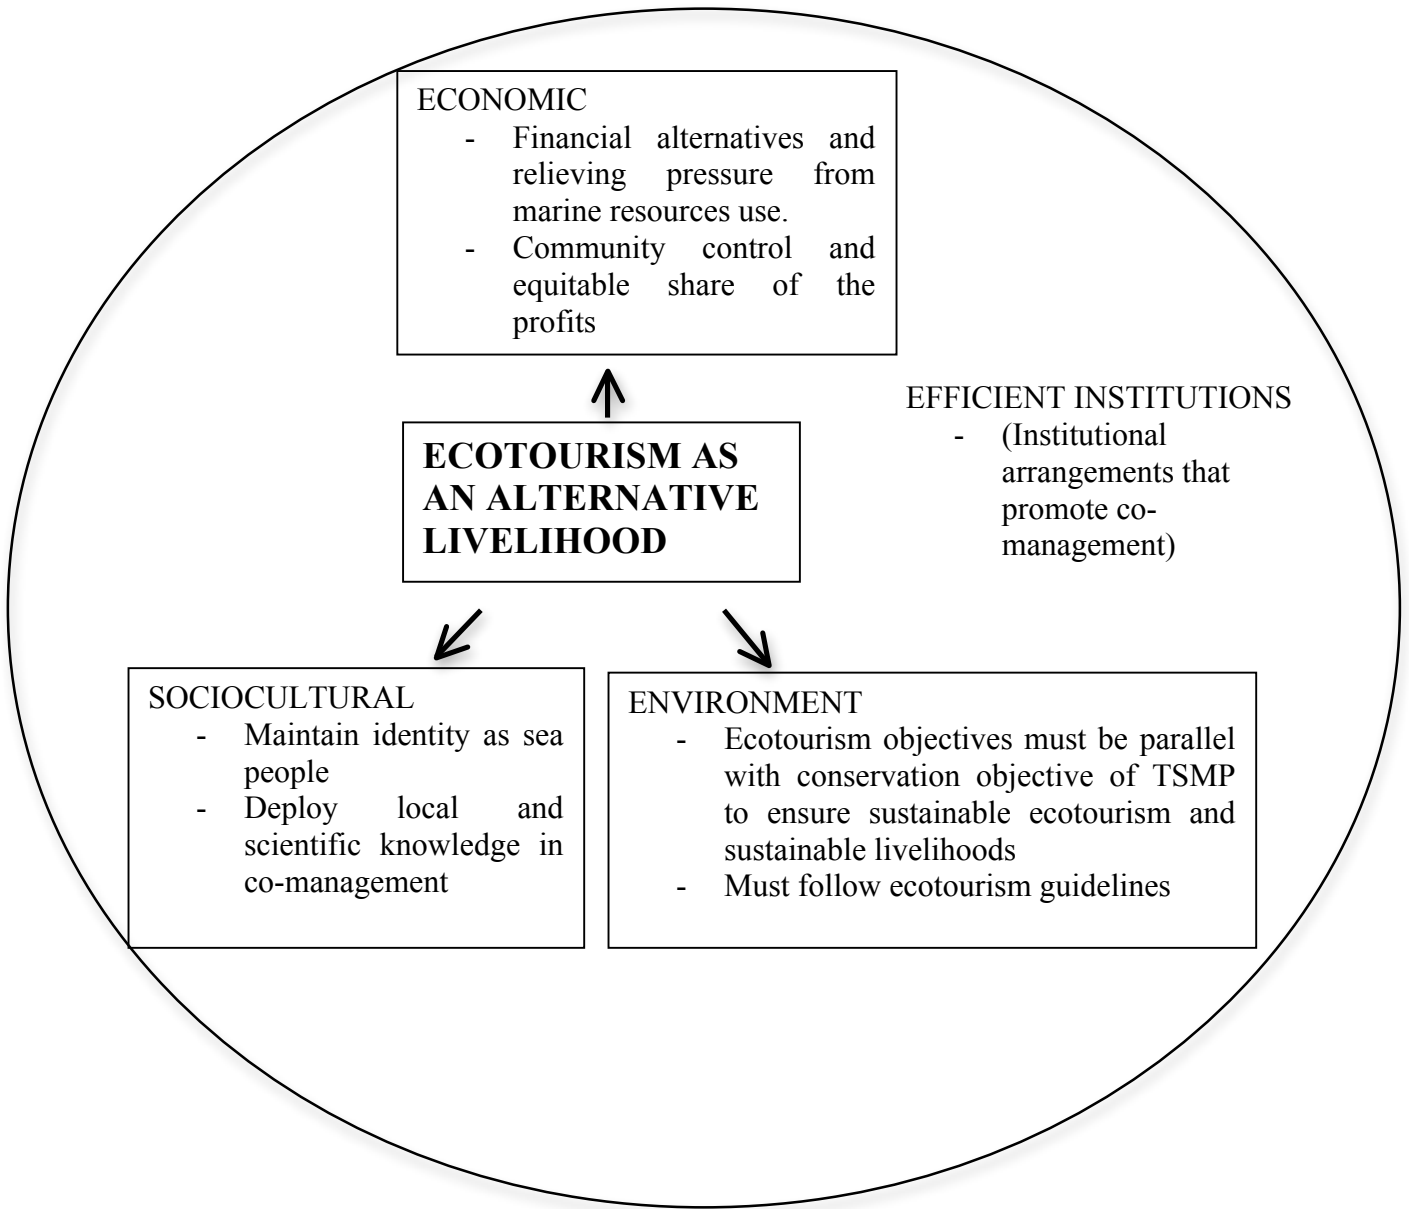 ECONOMIC
- Financial alternatives and
relieving pressure from
marine resources use.
- Community control and
equitable share of the
profits
EFFICIENT INSTITUTIONS
- (Institutional
arrangements that
promote co-
management)
ECOTOURISM AS
AN ALTERNATIVE
LIVELIHOOD
SOCIOCULTURAL
- Maintain identity as sea
people
- Deploy local and
scientific knowledge in
co-management
ENVIRONMENT
- Ecotourism objectives must be parallel
with conservation objective of TSMP
to ensure sustainable ecotourism and
sustainable livelihoods
- Must follow ecotourism guidelines